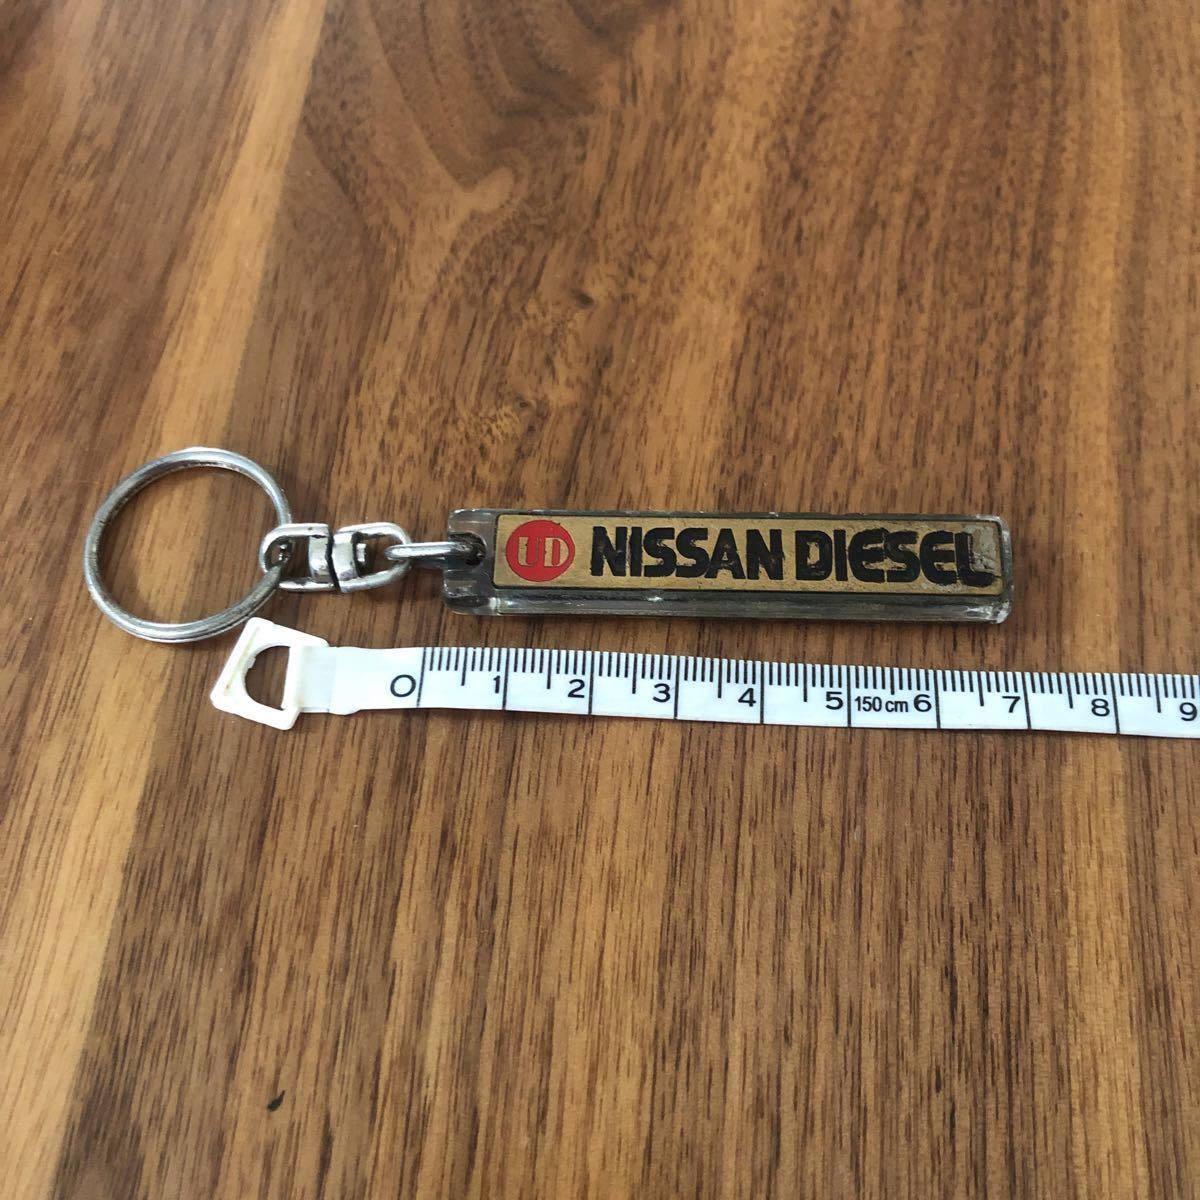 UD NISSAN DIESEL
0 1 2 3 4 5 150cm 6 7 8 9